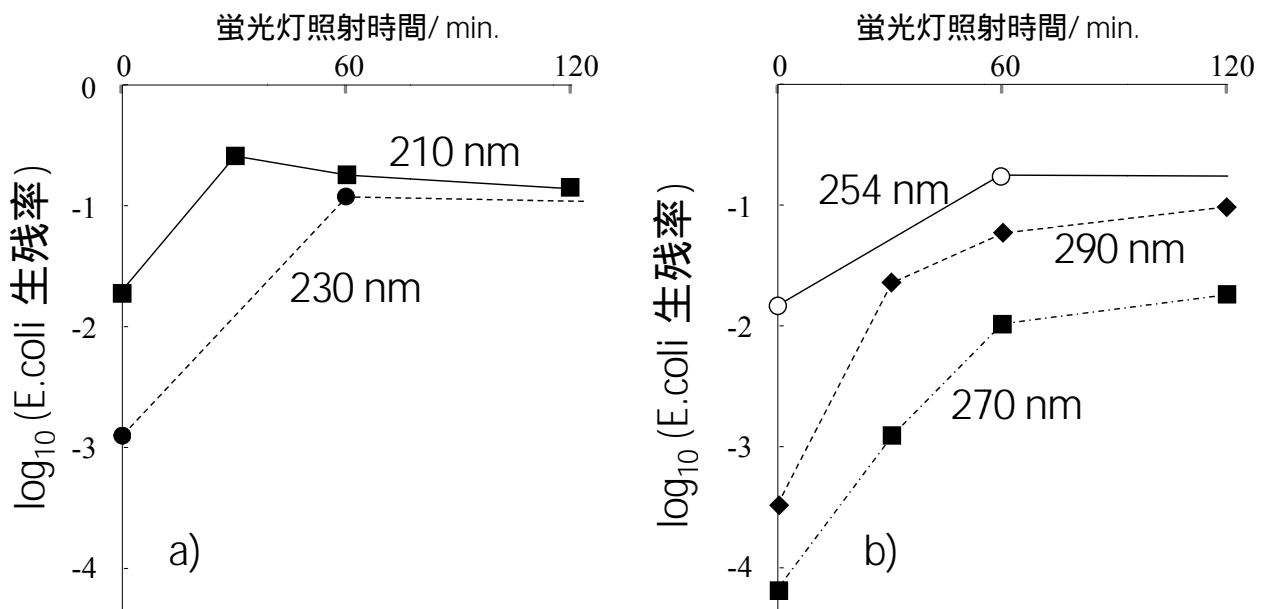 蛍光灯照射時間/ min.
0 60 120
0
-1
-2
-3
-4
log₁₀ (E.coli 生残率)
210 nm
230 nm
a)
蛍光灯照射時間/ min.
0 60 120
-1
-2
-3
-4
log₁₀ (E.coli 生残率)
254 nm
290 nm
270 nm
b)